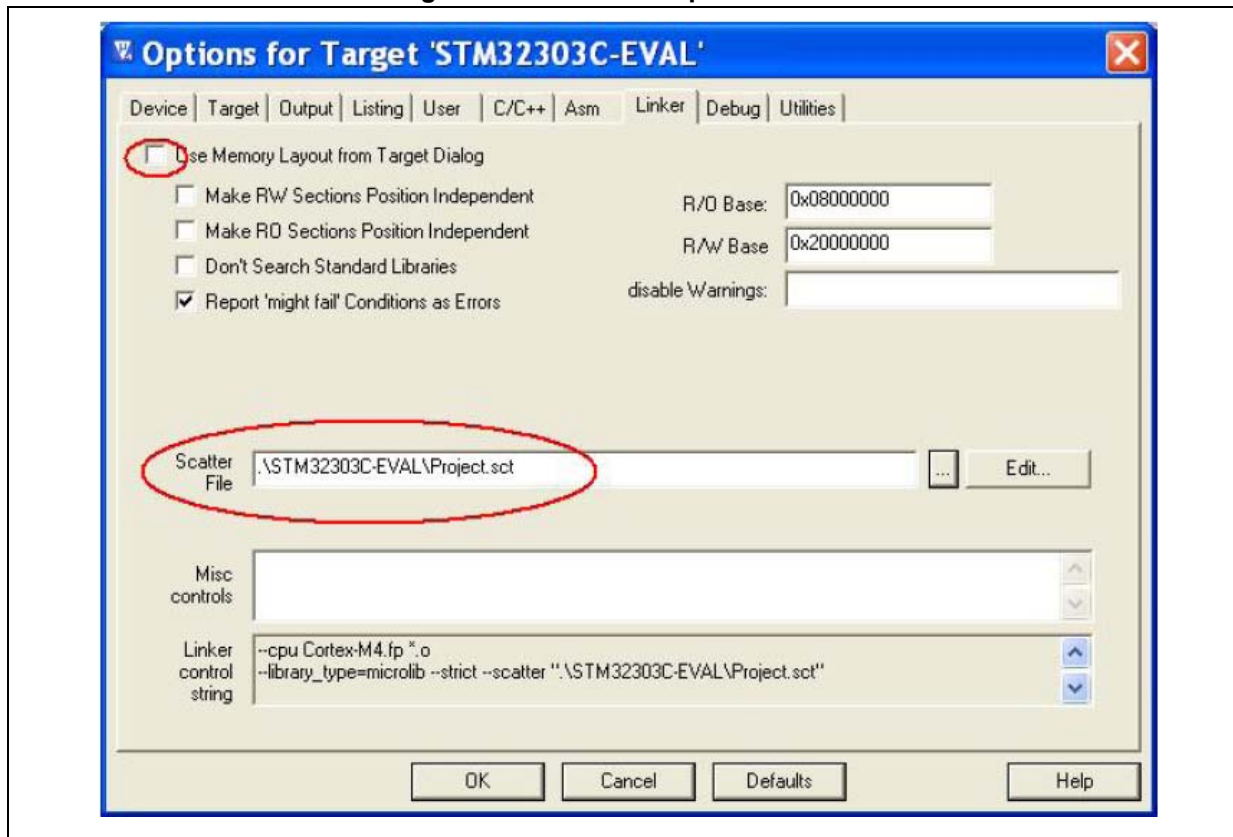 Options for Target 'STM32303C-EVAL'
Device Target Output Listing User C/C++ Asm Linker Debug Utilities
Use Memory Layout from Target Dialog
Make RW Sections Position Independent
R/O Base: 0x08000000
Make RO Sections Position Independent
R/W Base 0x20000000
Don't Search Standard Libraries
disable Warnings:
Report 'might fail' Conditions as Errors
Scatter
File
.\STM32303C-EVAL\Project.sct
...
Edit...
Misc
controls
Linker
control
string
--cpu Cortex-M4.fp *.o
--library_type=microlib --strict --scatter ".\STM32303C-EVAL\Project.sct"
OK Cancel Defaults Help